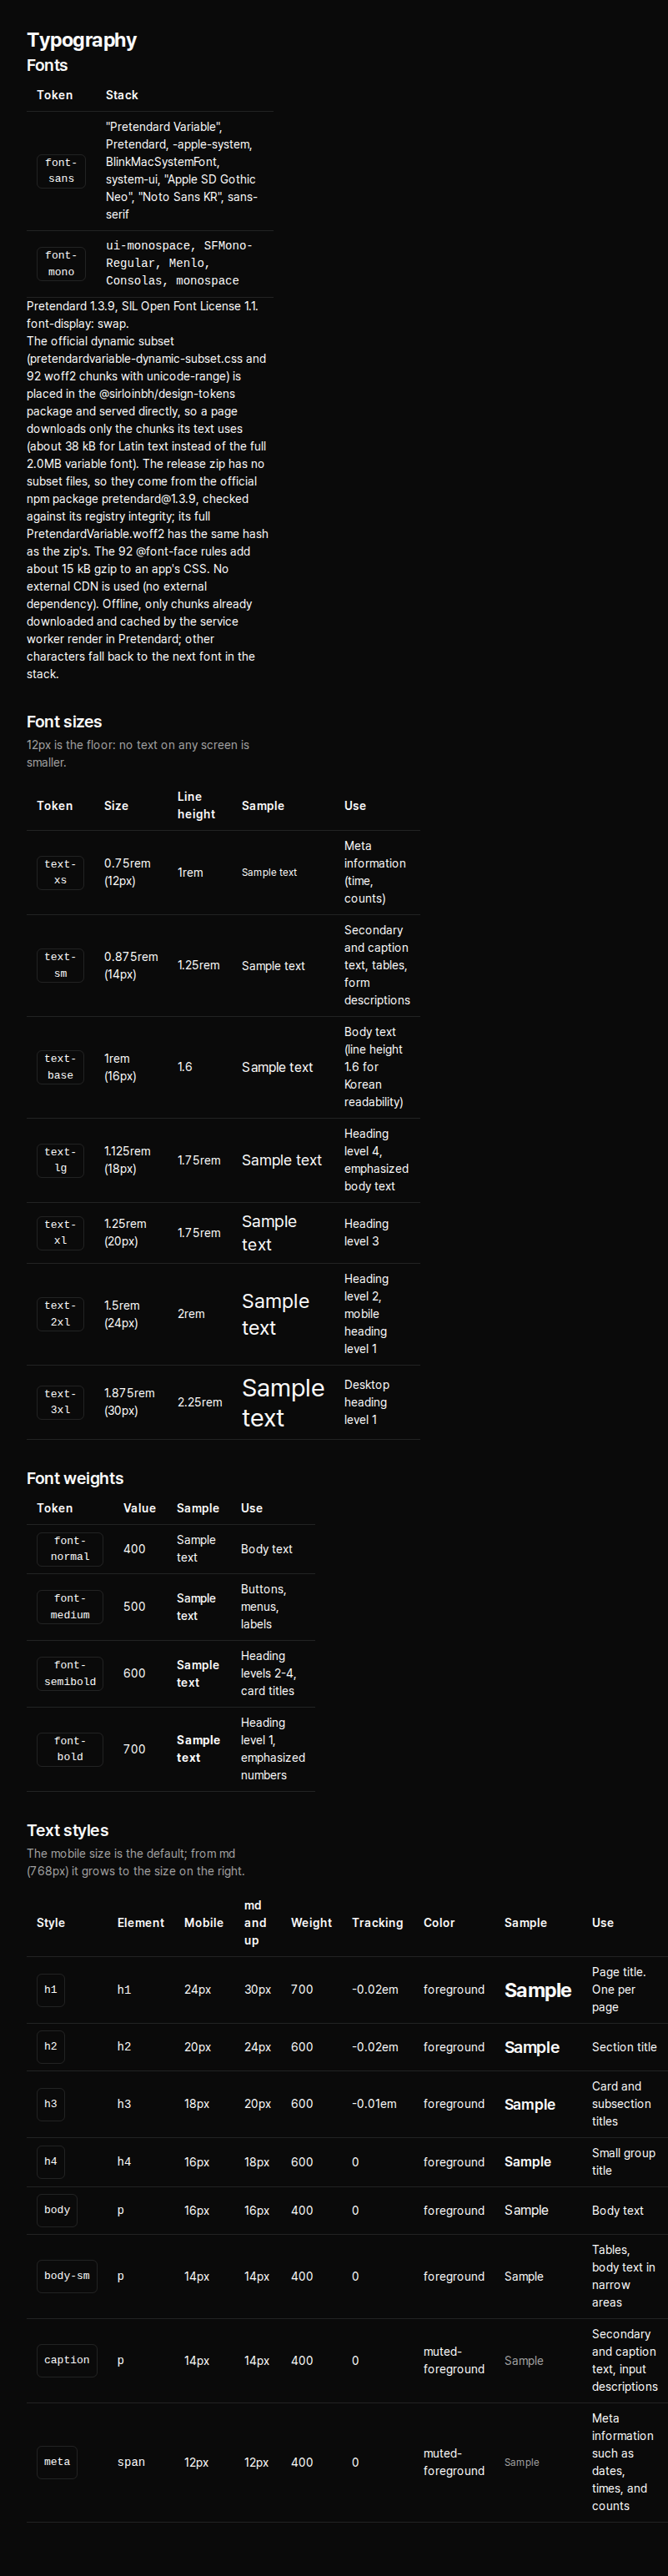 Typography
Fonts
Token Stack
font-
sans
"Pretendard Variable",
Pretendard, -apple-system,
BlinkMacSystemFont,
system-ui, "Apple SD Gothic
Neo", "Noto Sans KR", sans-
serif
font-
mono
ui-monospace, SFMono-
Regular, Menlo,
Consolas, monospace
Pretendard 1.3.9, SIL Open Font License 1.1.
font-display: swap.
The official dynamic subset
(pretendardvariable-dynamic-subset.css and
92 woff2 chunks with unicode-range) is
placed in the @sirloinbh/design-tokens
package and served directly, so a page
downloads only the chunks its text uses
(about 38 kB for Latin text instead of the full
2.0MB variable font). The release zip has no
subset files, so they come from the official
npm package pretendard@1.3.9, checked
against its registry integrity; its full
PretendardVariable.woff2 has the same hash
as the zip's. The 92 @font-face rules add
about 15 kB gzip to an app's CSS. No
external CDN is used (no external
dependency). Offline, only chunks already
downloaded and cached by the service
worker render in Pretendard; other
characters fall back to the next font in the
stack.
Font sizes
12px is the floor: no text on any screen is
smaller.
Token Size Line height Sample Use
text-
xs
0.75rem
(12px)
1rem
Sample text
Meta
information
(time,
counts)
text-
sm
0.875rem
(14px)
1.25rem
Sample text
Secondary
and caption
text, tables,
form
descriptions
text-
base
1rem
(16px)
1.6
Sample text
Body text
(line height
1.6 for
Korean
readability)
text-
lg
1.125rem
(18px)
1.75rem
Sample text
Heading
level 4,
emphasized
body text
text-
xl
1.25rem
(20px)
1.75rem
Sample
text
Heading
level 3
text-
2xl
1.5rem
(24px)
2rem
Sample
text
Heading
level 2,
mobile
heading
level 1
text-
3xl
1.875rem
(30px)
2.25rem
Sample
text
Desktop
heading
level 1
Font weights
Token Value Sample Use
font-
normal
400
Sample
text
Body text
font-
medium
500
Sample
text
Buttons,
menus,
labels
font-
semibold
600
Sample
text
Heading
levels 2-4,
card titles
font-
bold
700
Sample
text
Heading
level 1,
emphasized
numbers
Text styles
The mobile size is the default; from md
(768px) it grows to the size on the right.
Style Element Mobile md and up Weight Tracking Color Sample Use
h1 h1 24px 30px 700 -0.02em foreground Sample
Page title.
One per
page
h2 h2 20px 24px 600 -0.02em foreground Sample Section title
h3 h3 18px 20px 600 -0.01em foreground Sample
Card and
subsection
titles
h4 h4 16px 18px 600 0 foreground Sample
Small group
title
body p 16px 16px 400 0 foreground Sample Body text
body-sm p 14px 14px 400 0 foreground Sample
Tables,
body text in
narrow
areas
caption p 14px 14px 400 0
muted-
foreground
Sample
Secondary
and caption
text, input
descriptions
meta span 12px 12px 400 0
muted-
foreground
Sample
Meta
information
such as
dates,
times, and
counts